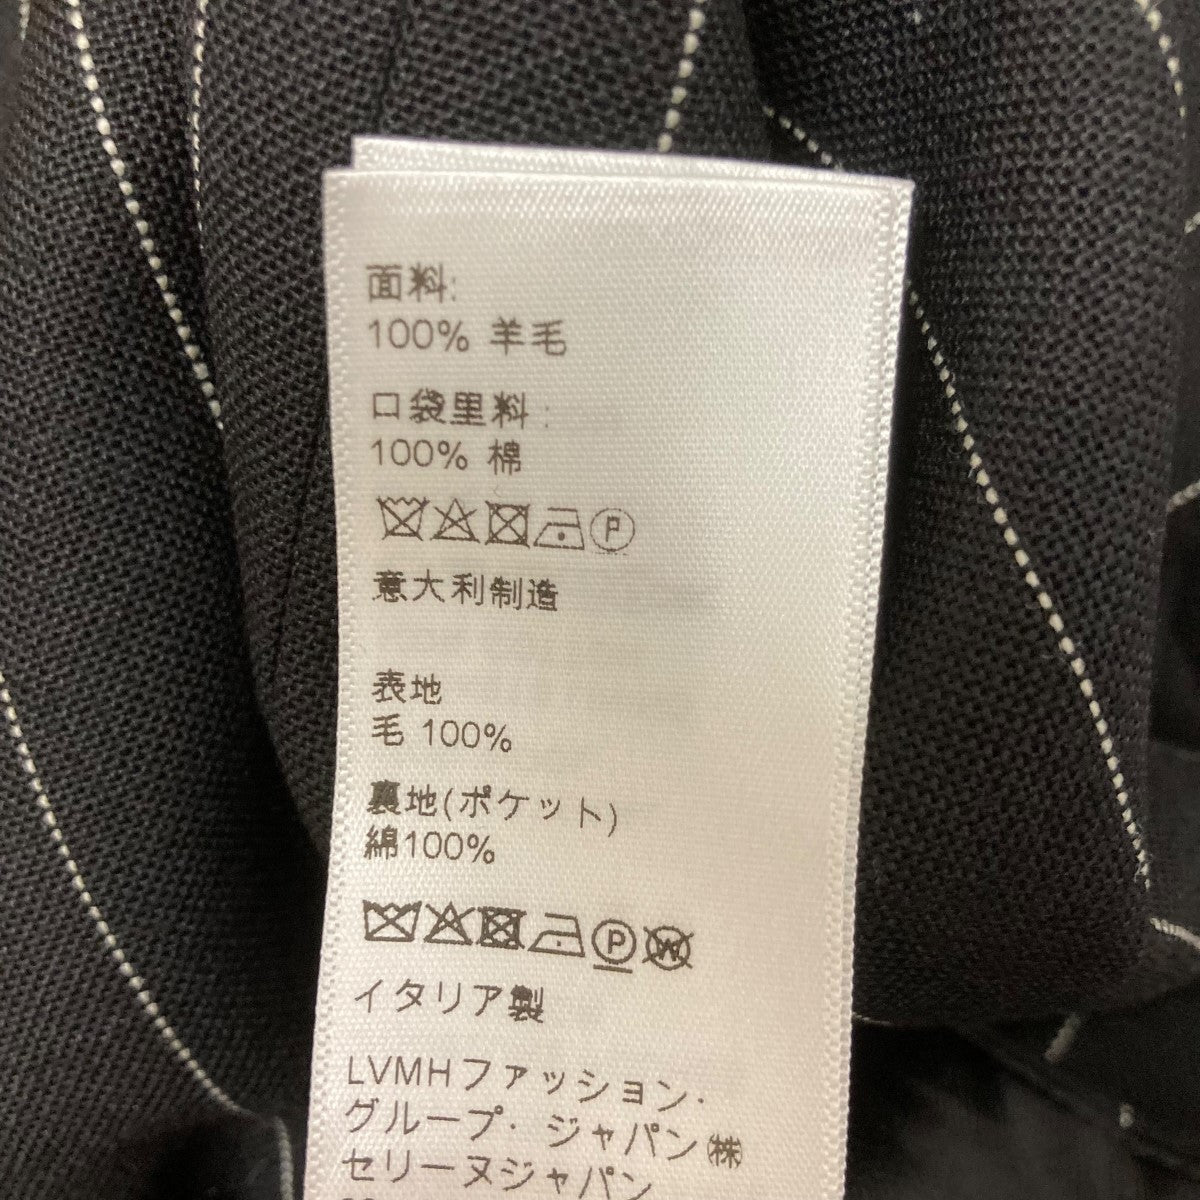 面料:
100% 羊毛
口袋里料:
100% 棉
P
意大利制造
表地
毛 100%
裏地(ポケット)
綿100%
P W
イタリア製
LVMHファッション・
グループ・ジャパン㈱
セリーヌジャパン